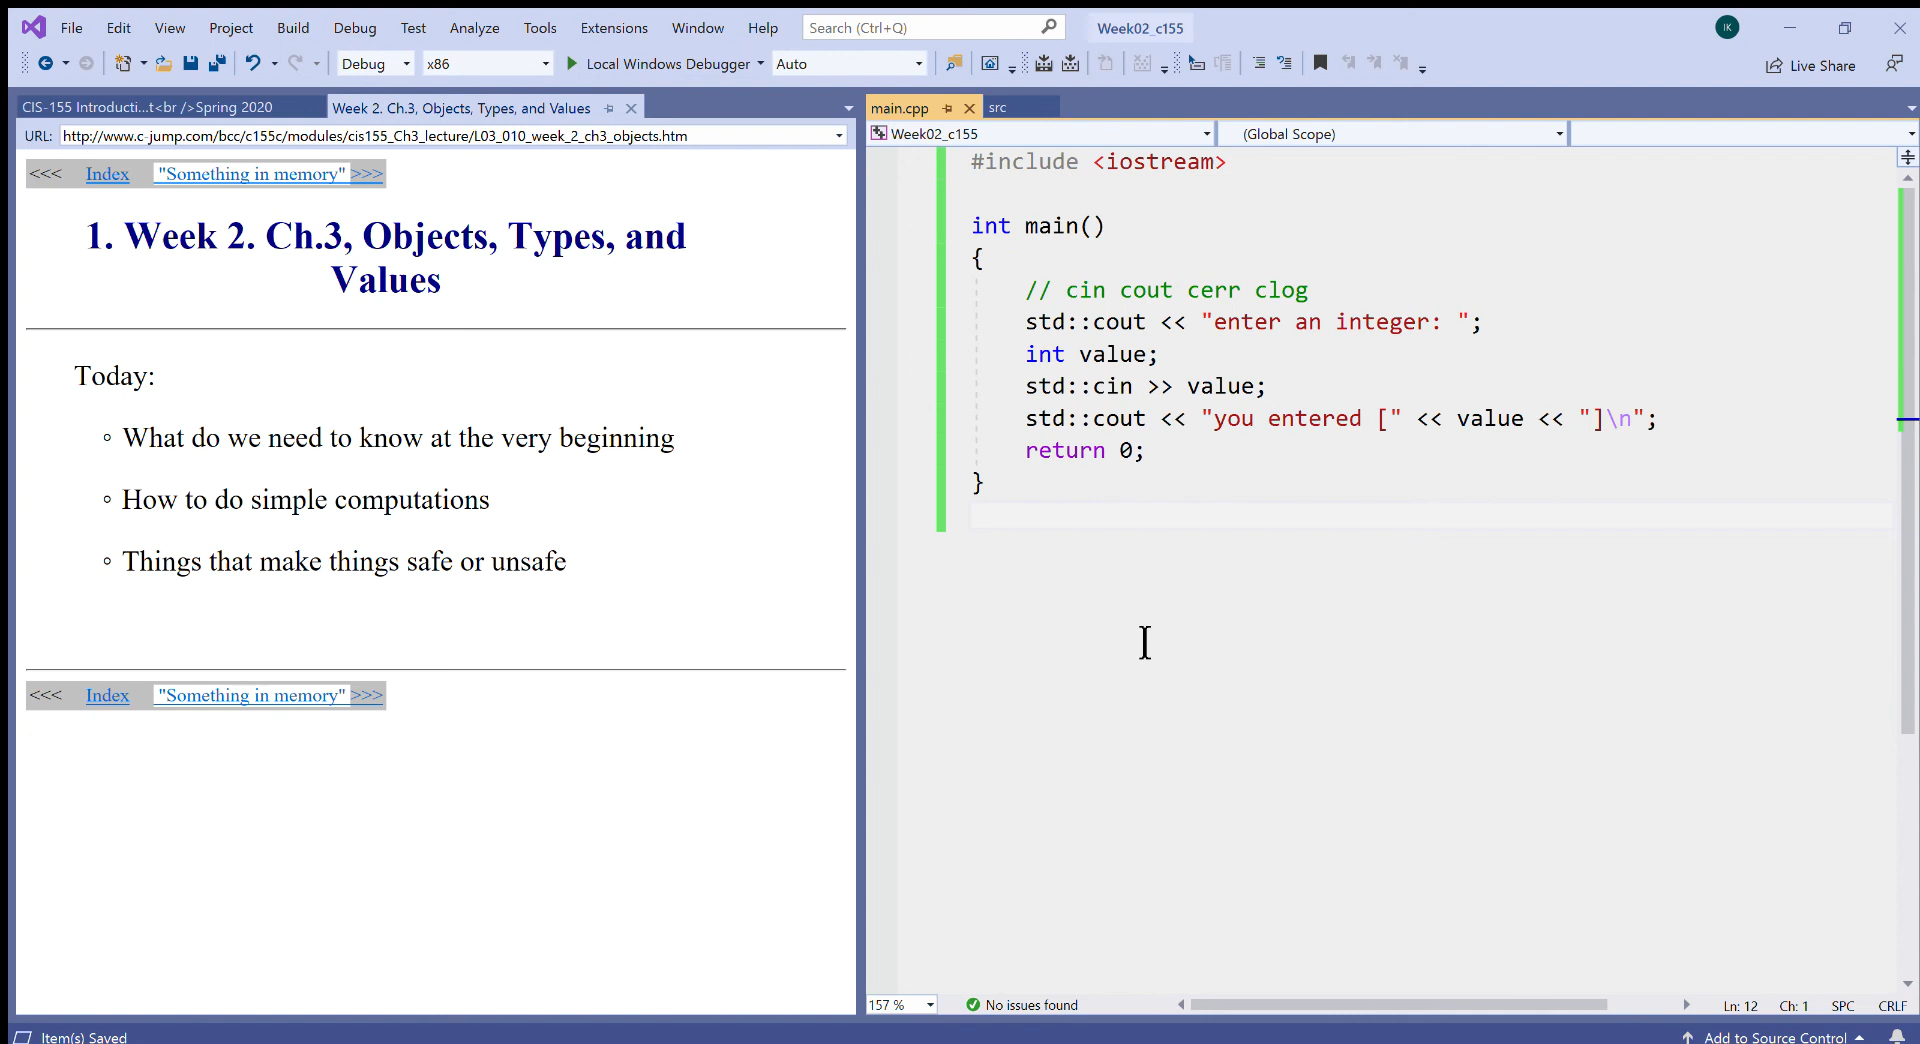 File Edit View Project Build Debug Test Analyze Tools Extensions Window Help Search (Ctrl+Q) Week02_c155 IK
Debug x86 Local Windows Debugger Auto Live Share
CIS-155 Introducti...t<br />Spring 2020 Week 2. Ch.3, Objects, Types, and Values
URL: http://www.c-jump.com/bcc/c155c/modules/cis155_Ch3_lecture/L03_010_week_2_ch3_objects.htm
<<< Index "Something in memory" >>>
1. Week 2. Ch.3, Objects, Types, and
Values
Today:
◦ What do we need to know at the very beginning
◦ How to do simple computations
◦ Things that make things safe or unsafe
<<< Index "Something in memory" >>>
main.cpp src
Week02_c155 (Global Scope)
#include <iostream>
int main()
{
// cin cout cerr clog
std::cout << "enter an integer: ";
int value;
std::cin >> value;
std::cout << "you entered [" << value << "]\n";
return 0;
}
157 % No issues found Ln: 12 Ch: 1 SPC CRLF
Item(s) Saved Add to Source Control